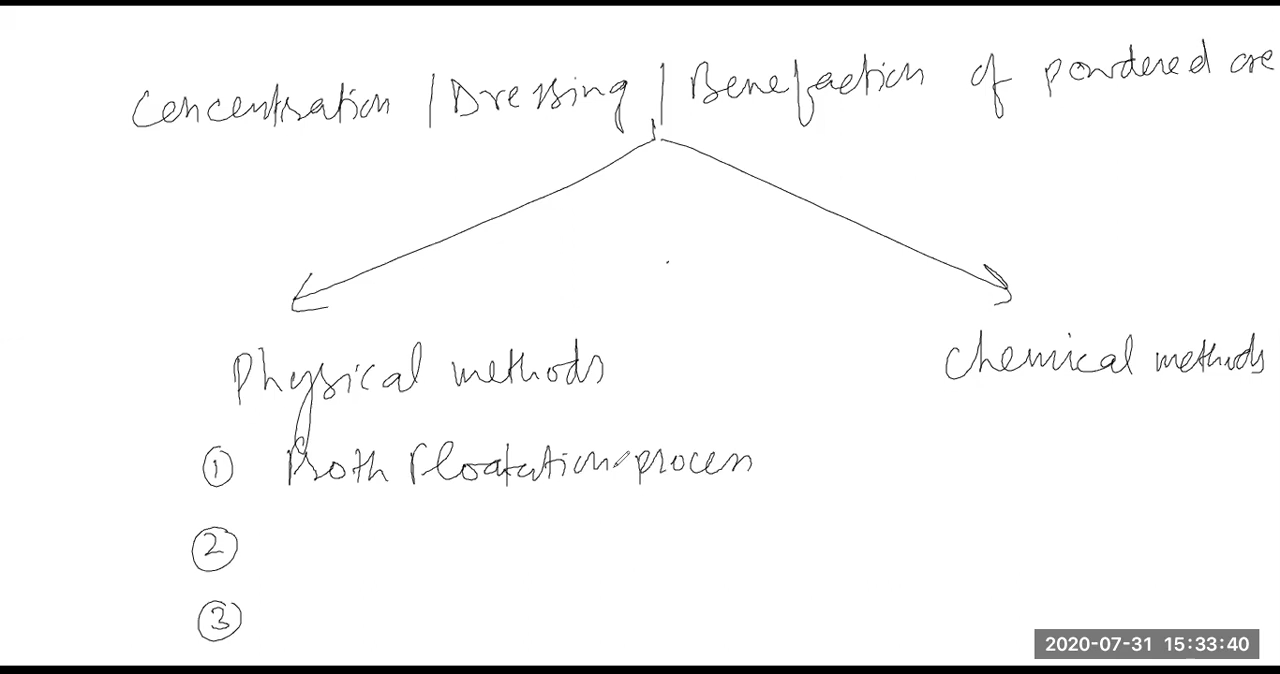 Concentration / Dressing / Benefaction of powdered ore
Physical methods
Chemical methods
① Froth Floatation process
②
③
2020-07-31 15:33:40